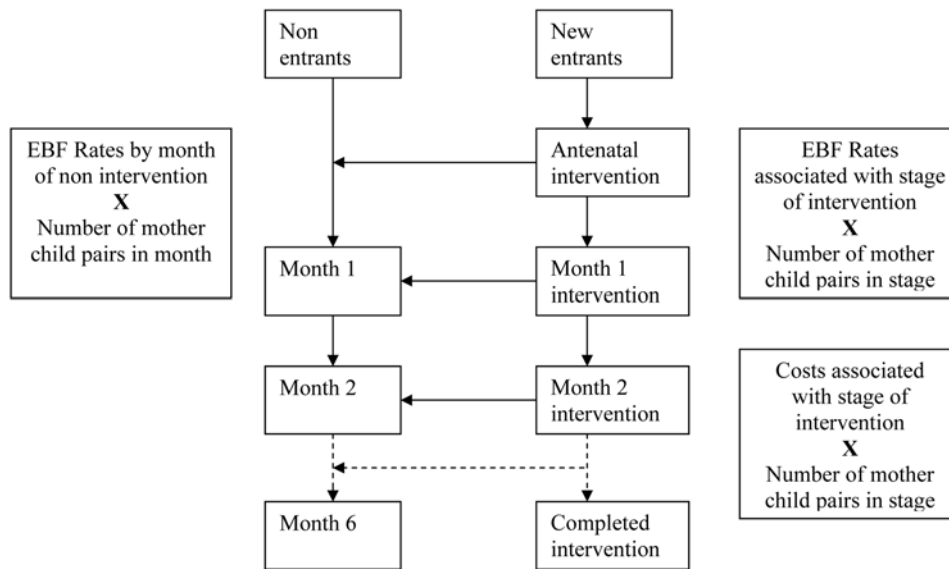 Non
entrants
New
entrants
EBF Rates by month
of non intervention
X
Number of mother
child pairs in month
Antenatal
intervention
EBF Rates
associated with stage
of intervention
X
Number of mother
child pairs in stage
Month 1
Month 1
intervention
Month 2
Month 2
intervention
Costs associated
with stage of
intervention
X
Number of mother
child pairs in stage
Month 6
Completed
intervention